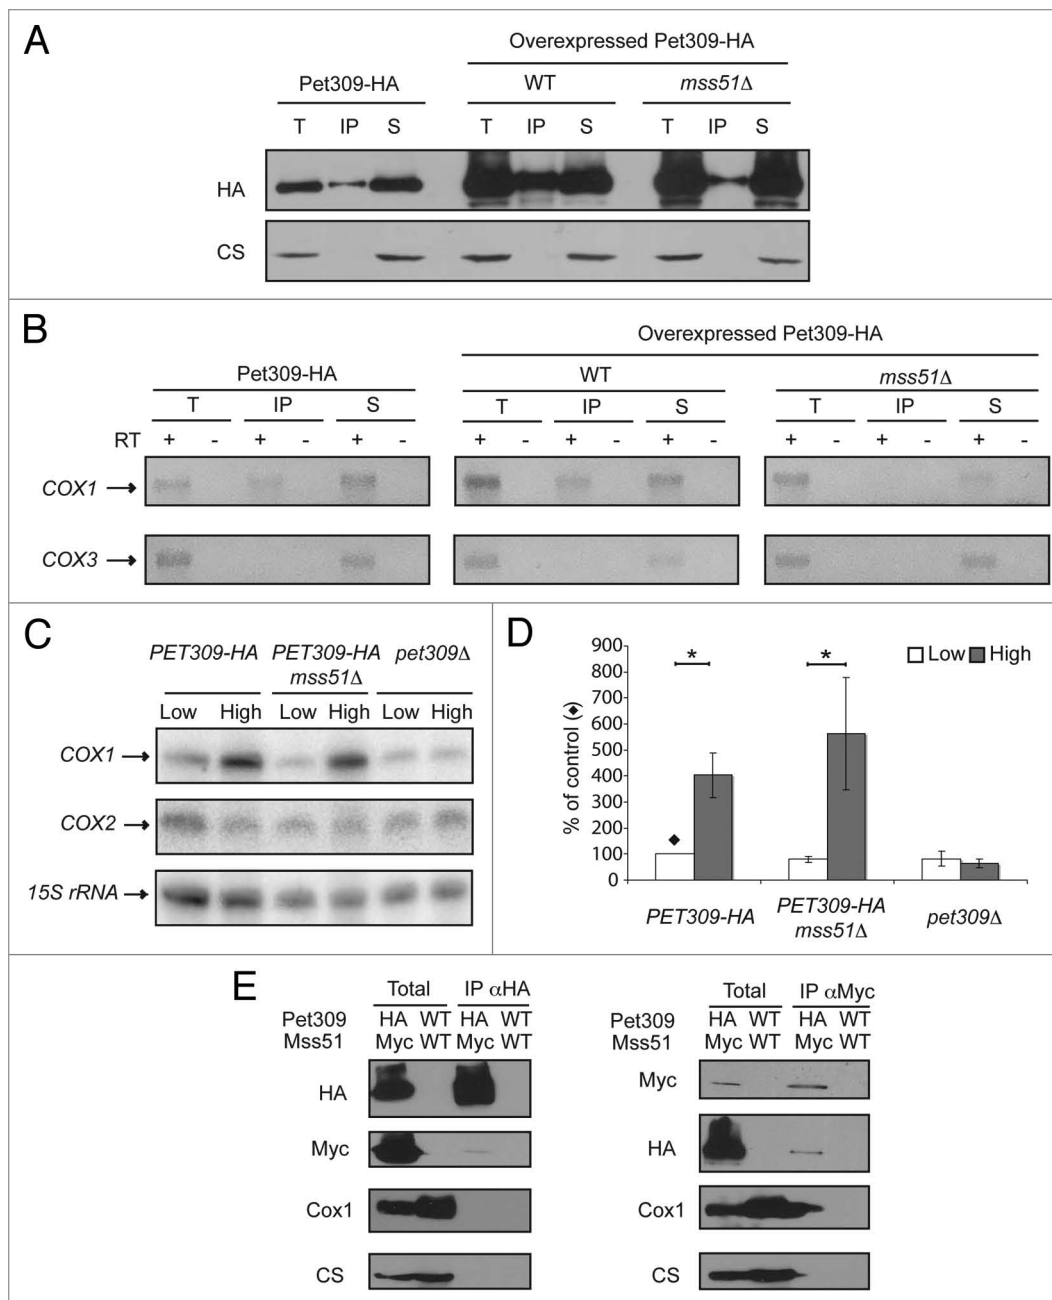 A
Overexpressed Pet309-HA
Pet309-HA WT mss51Δ
T IP S T IP S T IP S
HA
CS
B
Overexpressed Pet309-HA
Pet309-HA WT mss51Δ
T IP S T IP S T IP S
RT + - + - + - + - + - + - + - + - + -
COX1
COX3
C
PET309-HA PET309-HA mss51Δ pet309Δ
Low High Low High Low High
COX1
COX2
15S rRNA
D
% of control (◆)
900
800
700
600
500
400
300
200
100
0
Low High
* *
◆
PET309-HA PET309-HA mss51Δ pet309Δ
E
Total IP αHA
Pet309 HA WT HA WT
Mss51 Myc WT Myc WT
HA
Myc
Cox1
CS
Total IP αMyc
Pet309 HA WT HA WT
Mss51 Myc WT Myc WT
Myc
HA
Cox1
CS